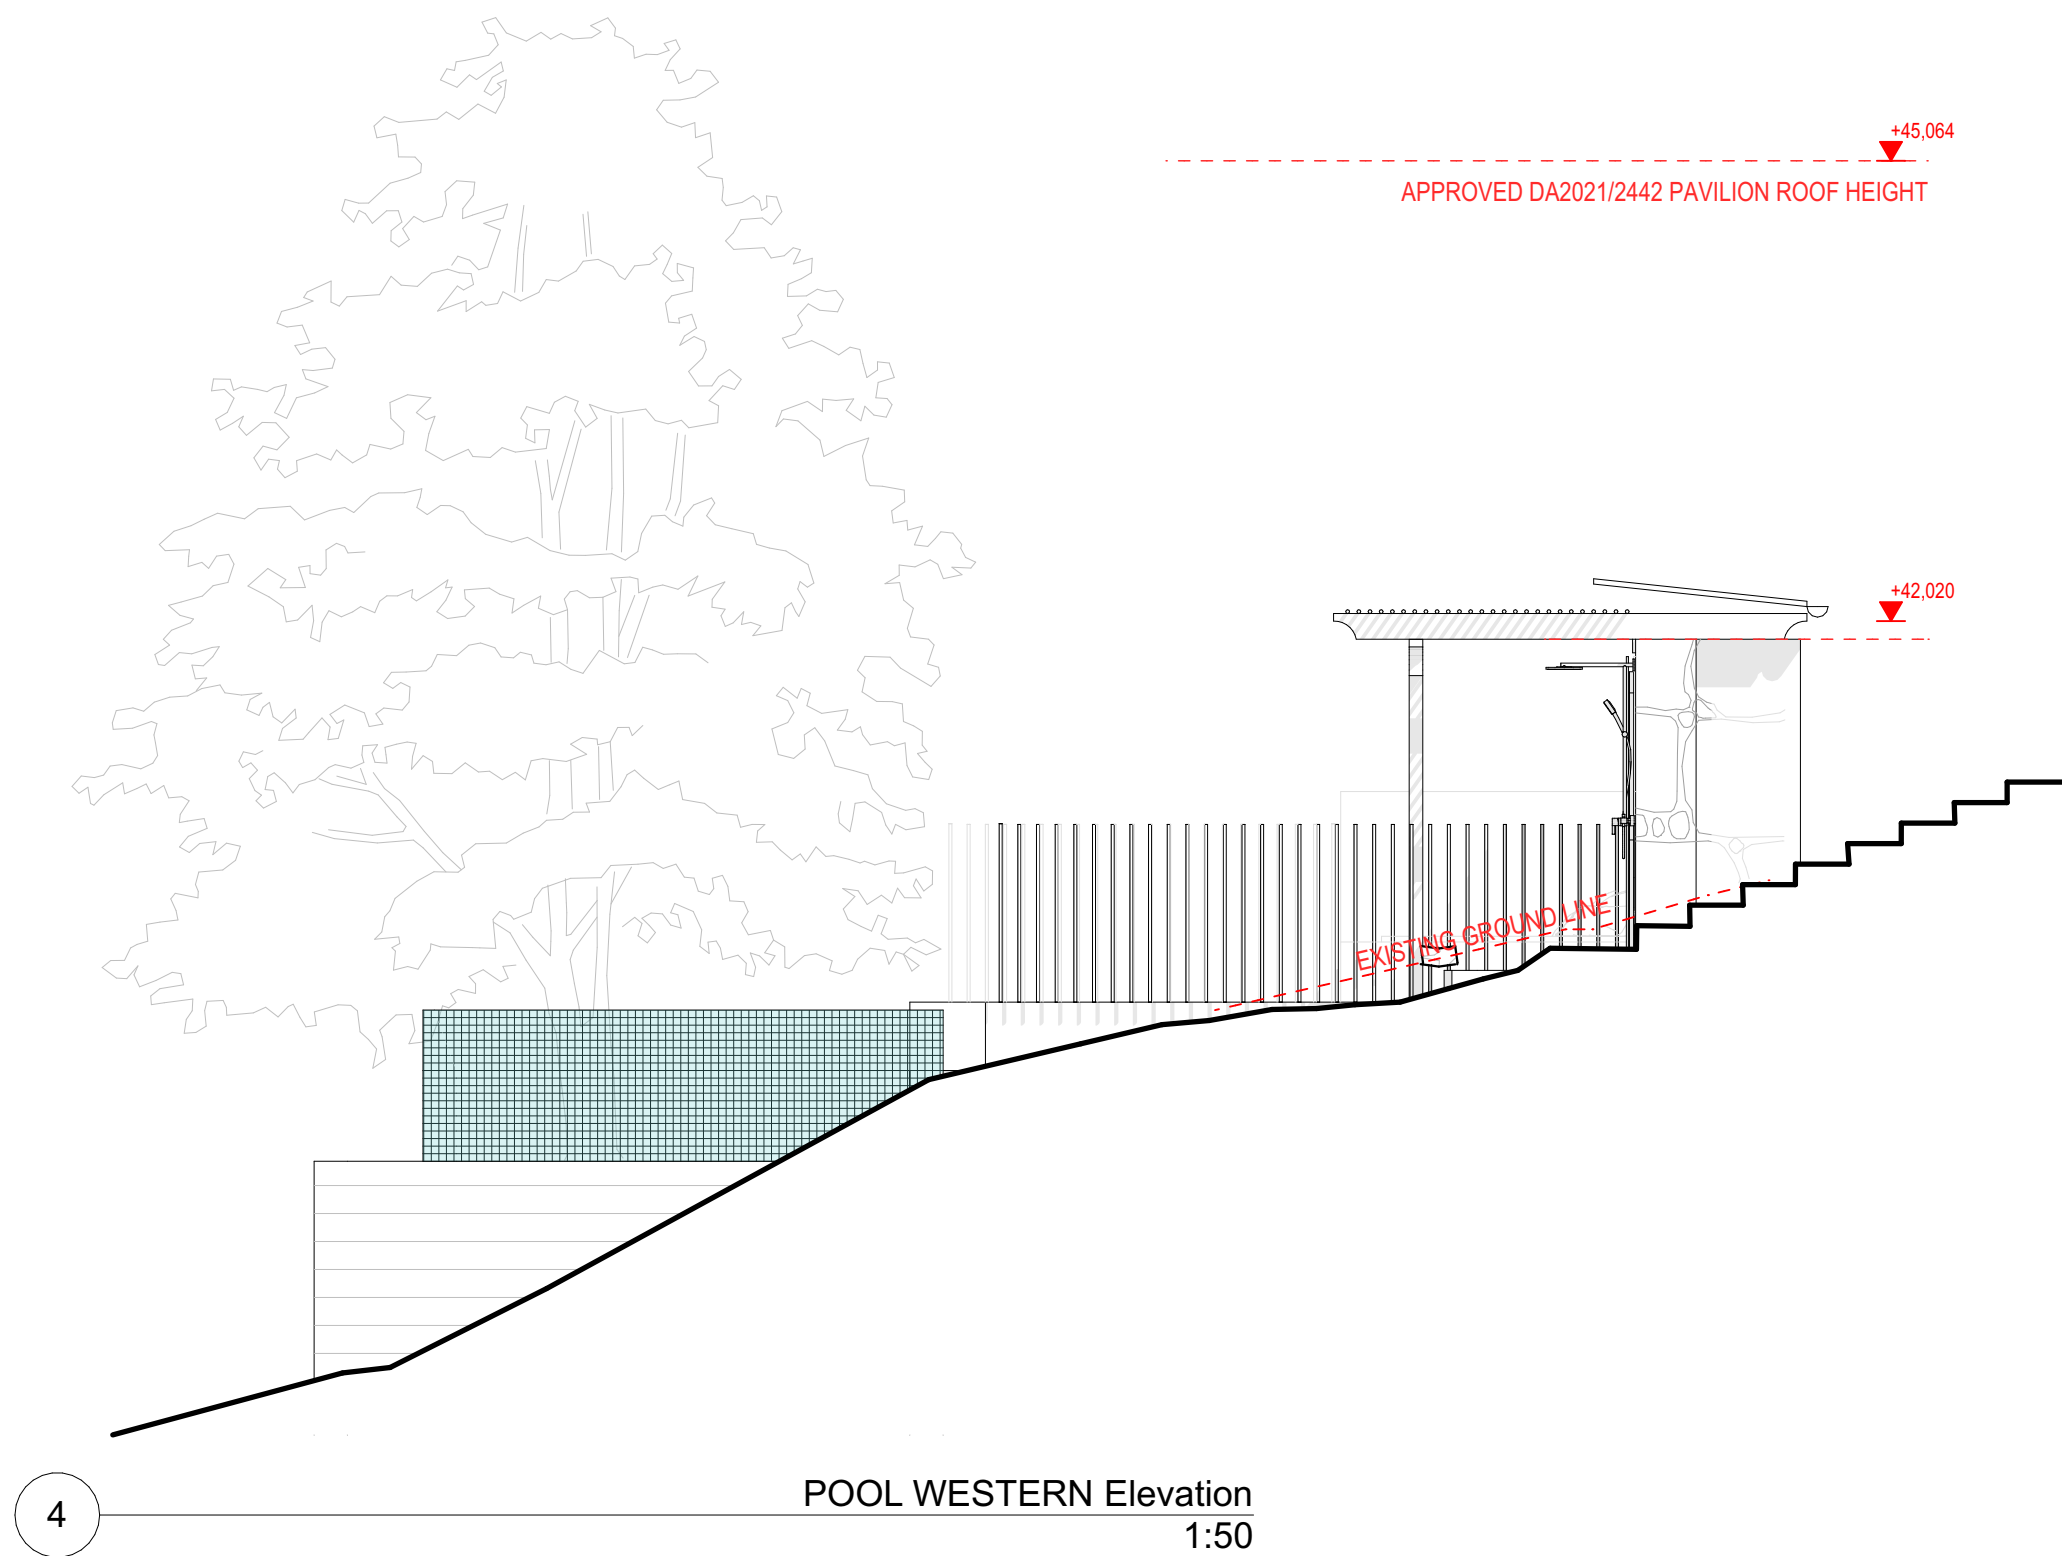 +45,064
APPROVED DA2021/2442 PAVILION ROOF HEIGHT
+42,020
EXISTING GROUND LINE
4
POOL WESTERN Elevation
1:50